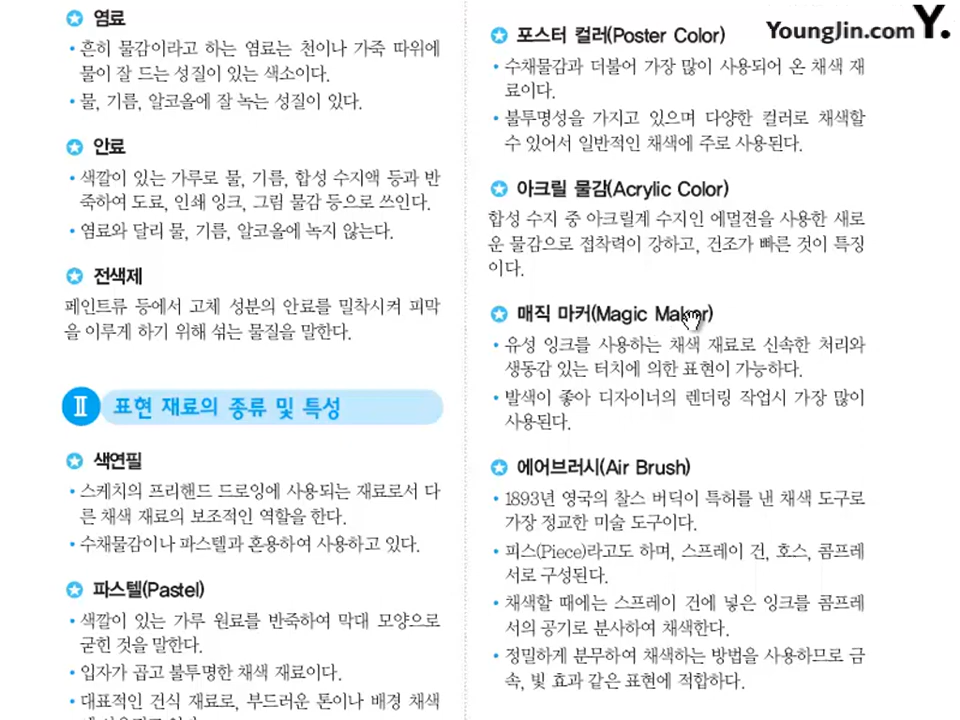 염료
• 흔히 물감이라고 하는 염료는 천이나 가죽 따위에
물이 잘 드는 성질이 있는 색소이다.
• 물, 기름, 알코올에 잘 녹는 성질이 있다.
안료
• 색깔이 있는 가루로 물, 기름, 합성 수지액 등과 반
죽하여 도료, 인쇄 잉크, 그림 물감 등으로 쓰인다.
• 염료와 달리 물, 기름, 알코올에 녹지 않는다.
전색제
페인트류 등에서 고체 성분의 안료를 밀착시켜 피막
을 이루게 하기 위해 섞는 물질을 말한다.
Ⅱ 표현 재료의 종류 및 특성
색연필
• 스케치의 프리핸드 드로잉에 사용되는 재료로서 다
른 채색 재료의 보조적인 역할을 한다.
• 수채물감이나 파스텔과 혼용하여 사용하고 있다.
파스텔(Pastel)
• 색깔이 있는 가루 원료를 반죽하여 막대 모양으로
굳힌 것을 말한다.
• 입자가 곱고 불투명한 채색 재료이다.
• 대표적인 건식 재료로, 부드러운 톤이나 배경 채색
YoungJin.com Y.
포스터 컬러(Poster Color)
• 수채물감과 더불어 가장 많이 사용되어 온 채색 재
료이다.
• 불투명성을 가지고 있으며 다양한 컬러로 채색할
수 있어서 일반적인 채색에 주로 사용된다.
아크릴 물감(Acrylic Color)
합성 수지 중 아크릴계 수지인 에멀젼을 사용한 새로
운 물감으로 접착력이 강하고, 건조가 빠른 것이 특징
이다.
매직 마커(Magic Maker)
• 유성 잉크를 사용하는 채색 재료로 신속한 처리와
생동감 있는 터치에 의한 표현이 가능하다.
• 발색이 좋아 디자이너의 렌더링 작업시 가장 많이
사용된다.
에어브러시(Air Brush)
• 1893년 영국의 찰스 버딕이 특허를 낸 채색 도구로
가장 정교한 미술 도구이다.
• 피스(Piece)라고도 하며, 스프레이 건, 호스, 콤프레
서로 구성된다.
• 채색할 때에는 스프레이 건에 넣은 잉크를 콤프레
서의 공기로 분사하여 채색한다.
• 정밀하게 분무하여 채색하는 방법을 사용하므로 금
속, 빛 효과 같은 표현에 적합하다.